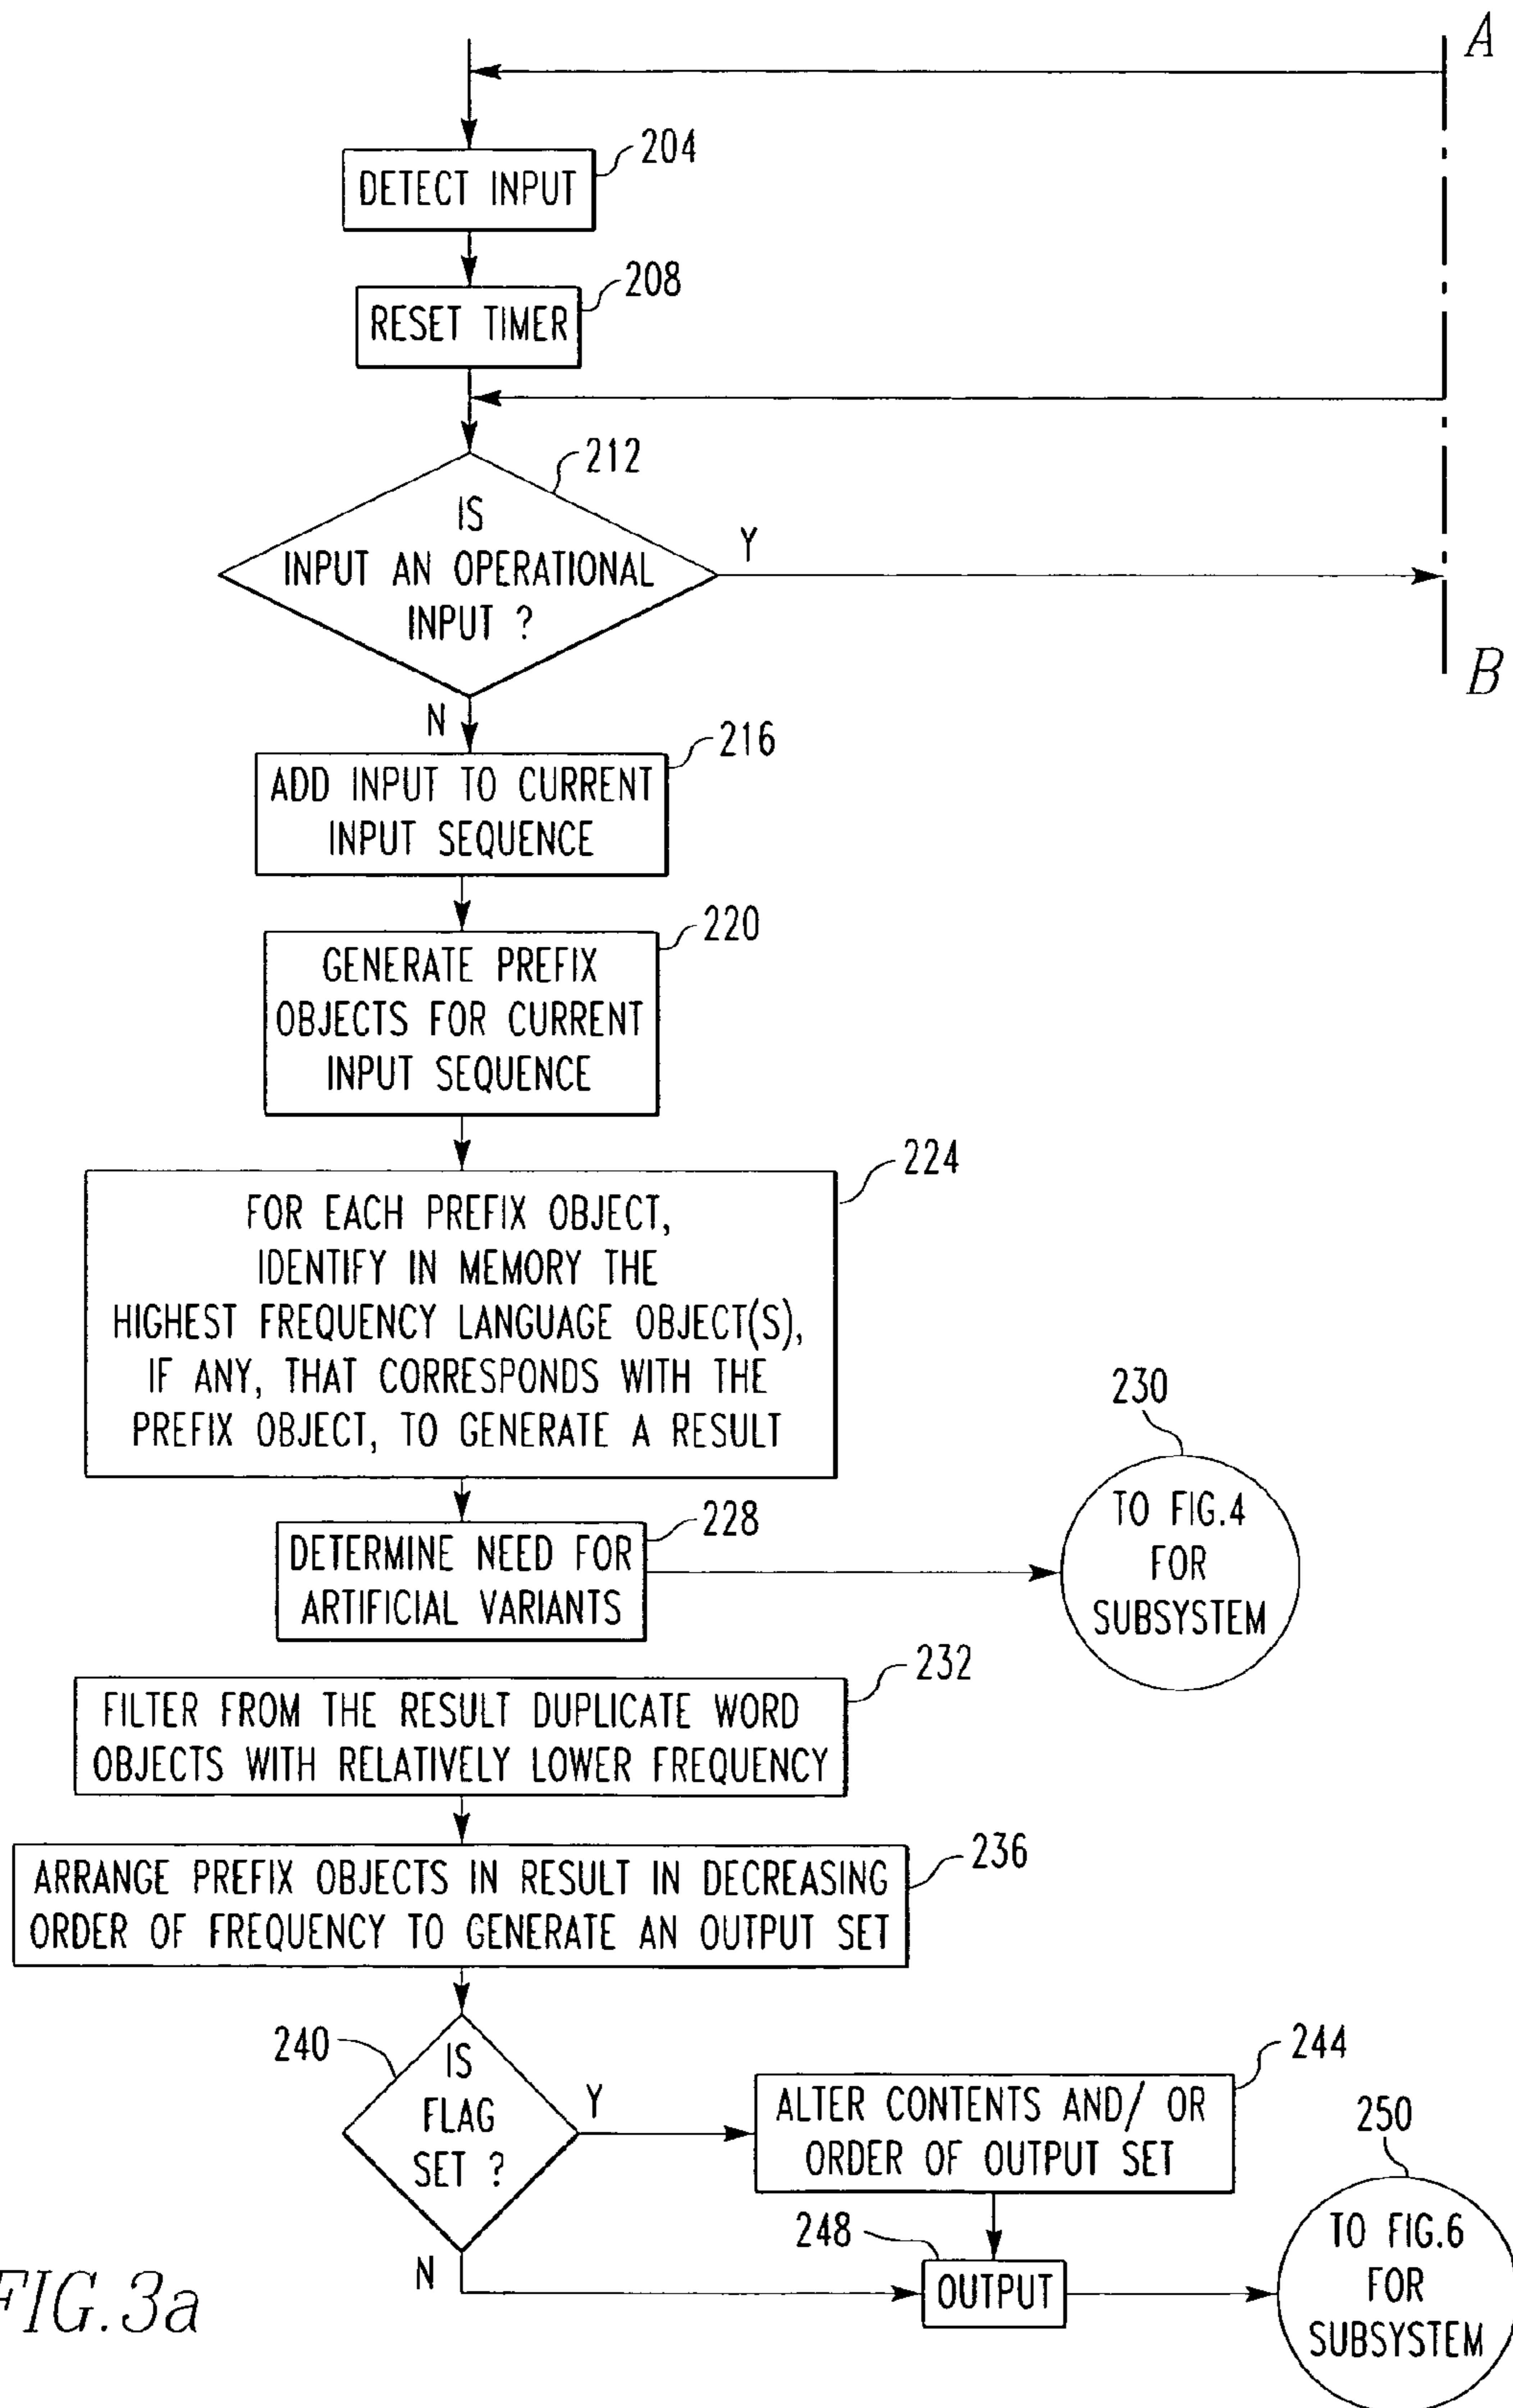 A
204
DETECT INPUT
208
RESET TIMER
212
IS
INPUT AN OPERATIONAL
INPUT ?
Y
B
N
216
ADD INPUT TO CURRENT
INPUT SEQUENCE
220
GENERATE PREFIX
OBJECTS FOR CURRENT
INPUT SEQUENCE
224
FOR EACH PREFIX OBJECT,
IDENTIFY IN MEMORY THE
HIGHEST FREQUENCY LANGUAGE OBJECT(S),
IF ANY, THAT CORRESPONDS WITH THE
PREFIX OBJECT, TO GENERATE A RESULT
230
TO FIG.4
FOR
SUBSYSTEM
228
DETERMINE NEED FOR
ARTIFICIAL VARIANTS
232
FILTER FROM THE RESULT DUPLICATE WORD
OBJECTS WITH RELATIVELY LOWER FREQUENCY
236
ARRANGE PREFIX OBJECTS IN RESULT IN DECREASING
ORDER OF FREQUENCY TO GENERATE AN OUTPUT SET
240
IS
FLAG
SET ?
Y
244
ALTER CONTENTS AND/ OR
ORDER OF OUTPUT SET
N
248
OUTPUT
250
TO FIG.6
FOR
SUBSYSTEM
FIG.3a